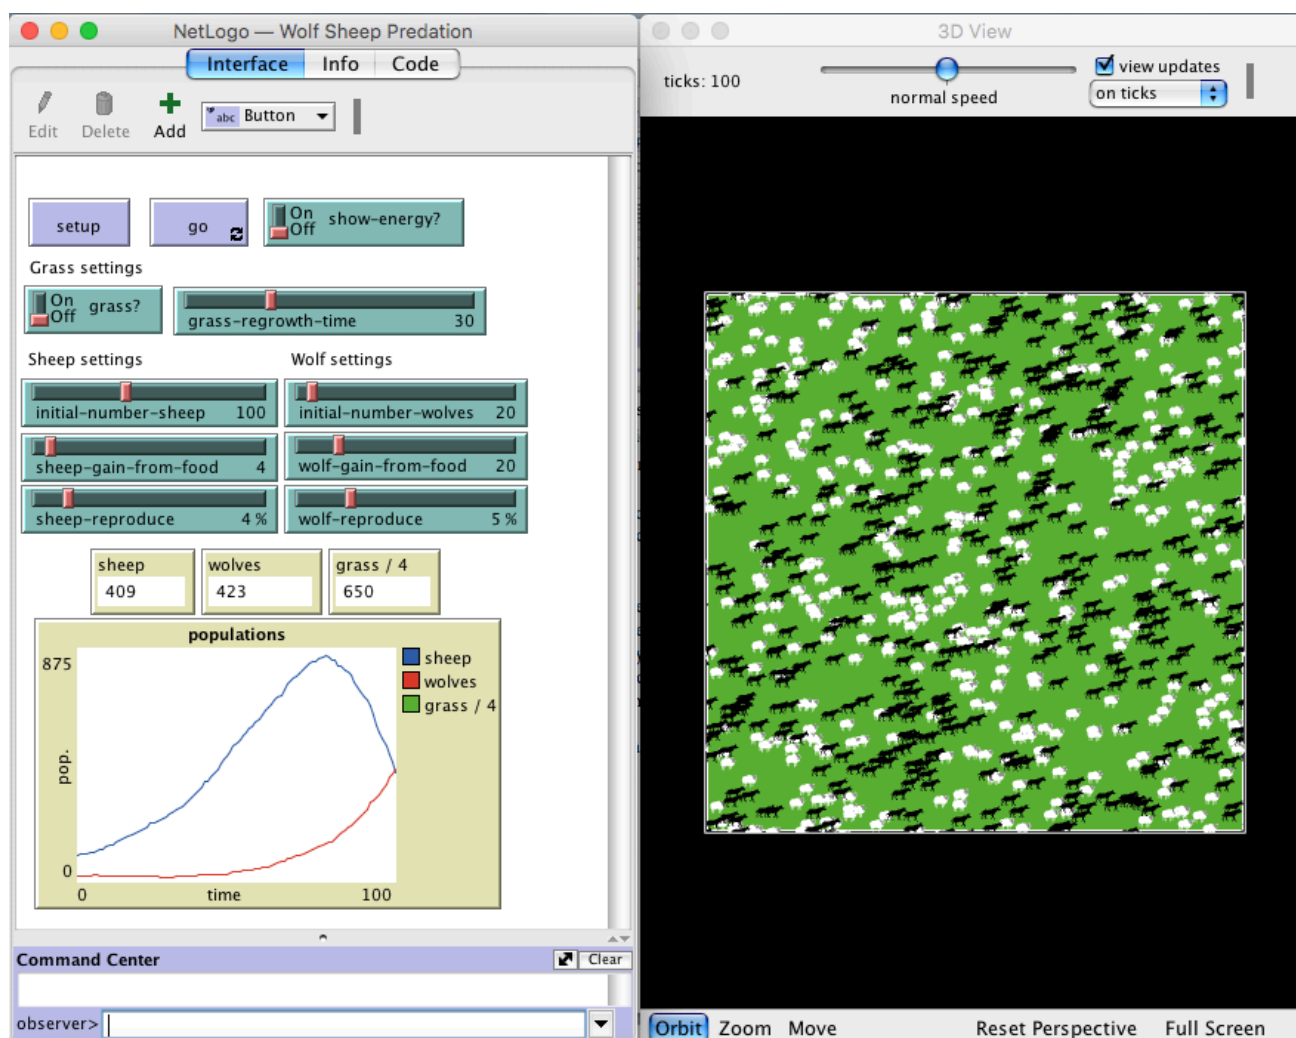 NetLogo — Wolf Sheep Predation
Interface Info Code
Edit Delete Add abc Button
setup go On Off show-energy?
Grass settings
On Off grass? grass-regrowth-time 30
Sheep settings Wolf settings
initial-number-sheep 100 initial-number-wolves 20
sheep-gain-from-food 4 wolf-gain-from-food 20
sheep-reproduce 4 % wolf-reproduce 5 %
sheep wolves grass / 4
409 423 650
populations
875
pop.
0
0 time 100
sheep
wolves
grass / 4
Command Center Clear
observer>
3D View
ticks: 100 normal speed view updates
on ticks
Orbit Zoom Move Reset Perspective Full Screen